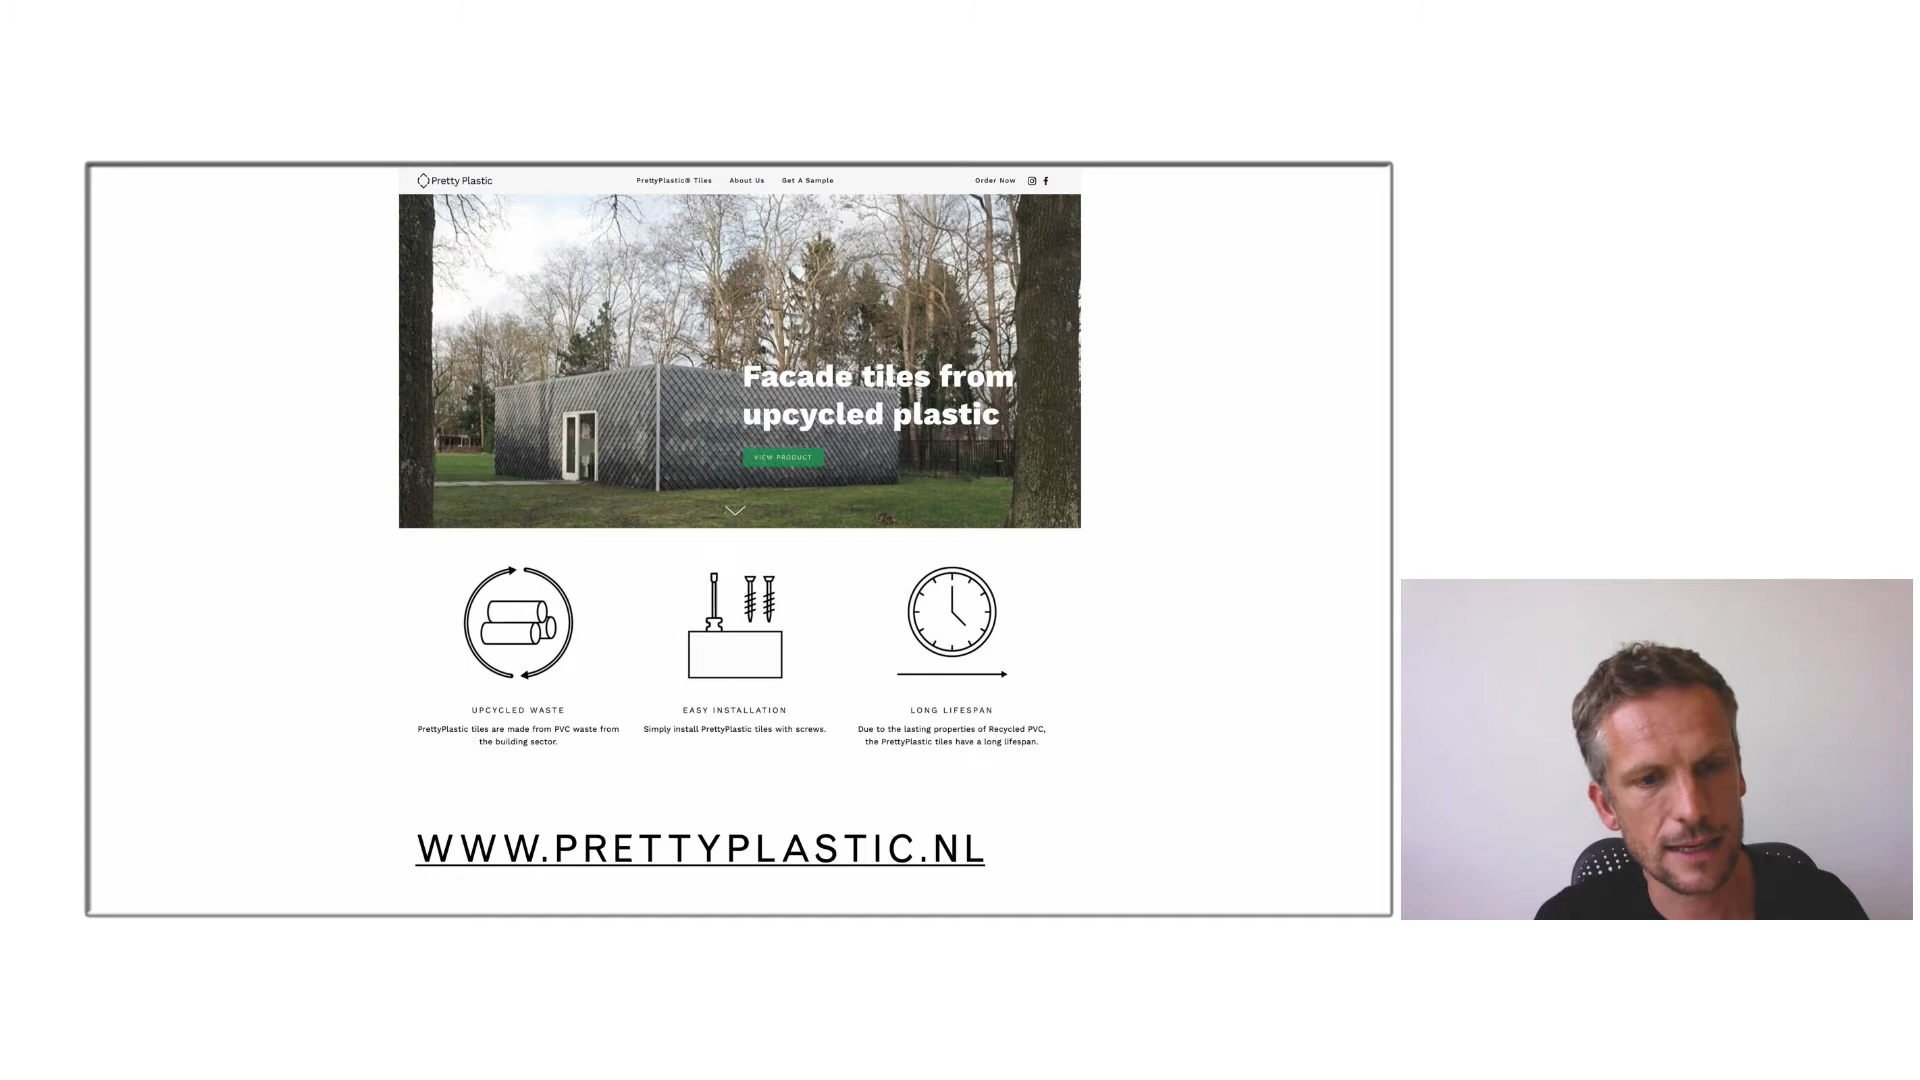 Pretty Plastic
PrettyPlastic® Tiles About Us Get A Sample
Order Now
Facade tiles from
upcycled plastic
VIEW PRODUCT
UPCYCLED WASTE
PrettyPlastic tiles are made from PVC waste from
the building sector.
EASY INSTALLATION
Simply install PrettyPlastic tiles with screws.
LONG LIFESPAN
Due to the lasting properties of Recycled PVC,
the PrettyPlastic tiles have a long lifespan.
WWW.PRETTYPLASTIC.NL